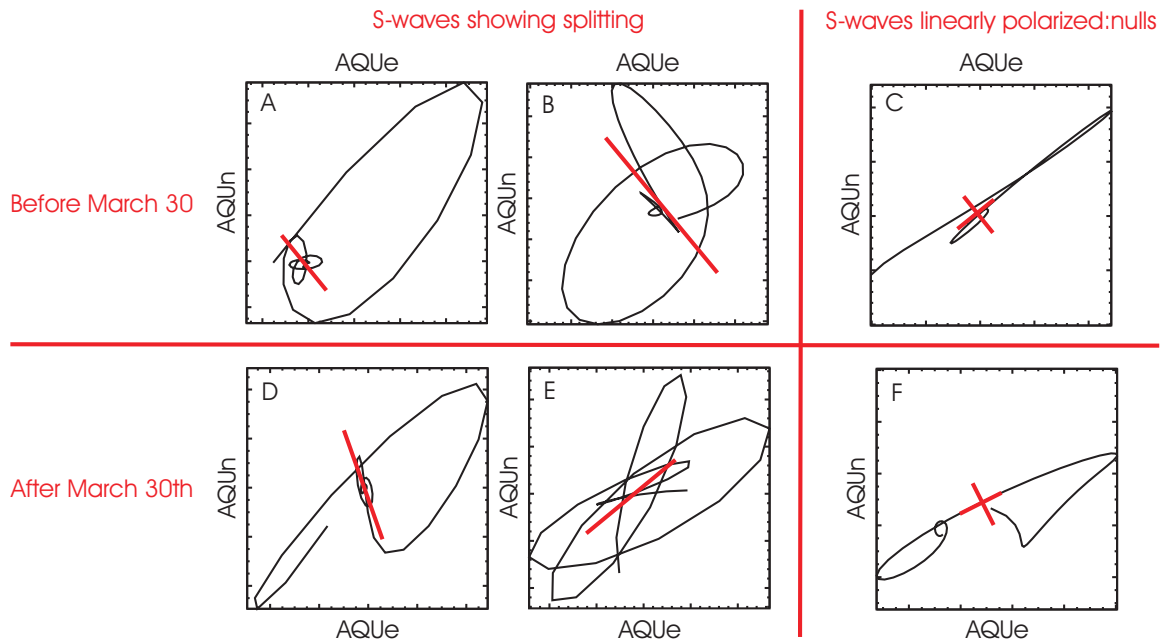 S-waves showing splitting
S-waves linearly polarized:nulls
AQUe
AQUe
AQUe
A
B
C
Before March 30
AQUn
AQUn
AQUn
D
E
F
After March 30th
AQUn
AQUn
AQUn
AQUe
AQUe
AQUe